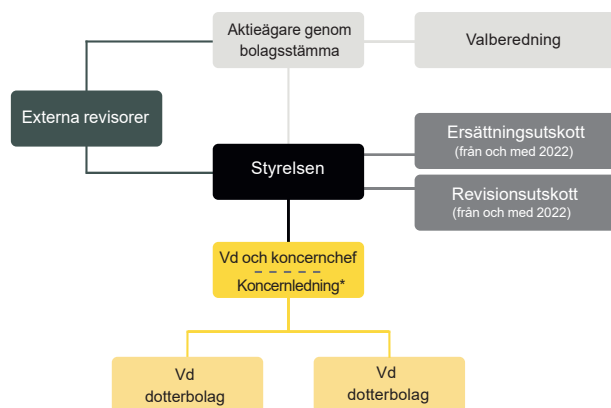 Aktieägare genom
bolagsstämma
Valberedning
Externa revisorer
Ersättningsutskott
(från och med 2022)
Styrelsen
Revisionsutskott
(från och med 2022)
Vd och koncernchef
Koncernledning*
Vd
dotterbolag
Vd
dotterbolag